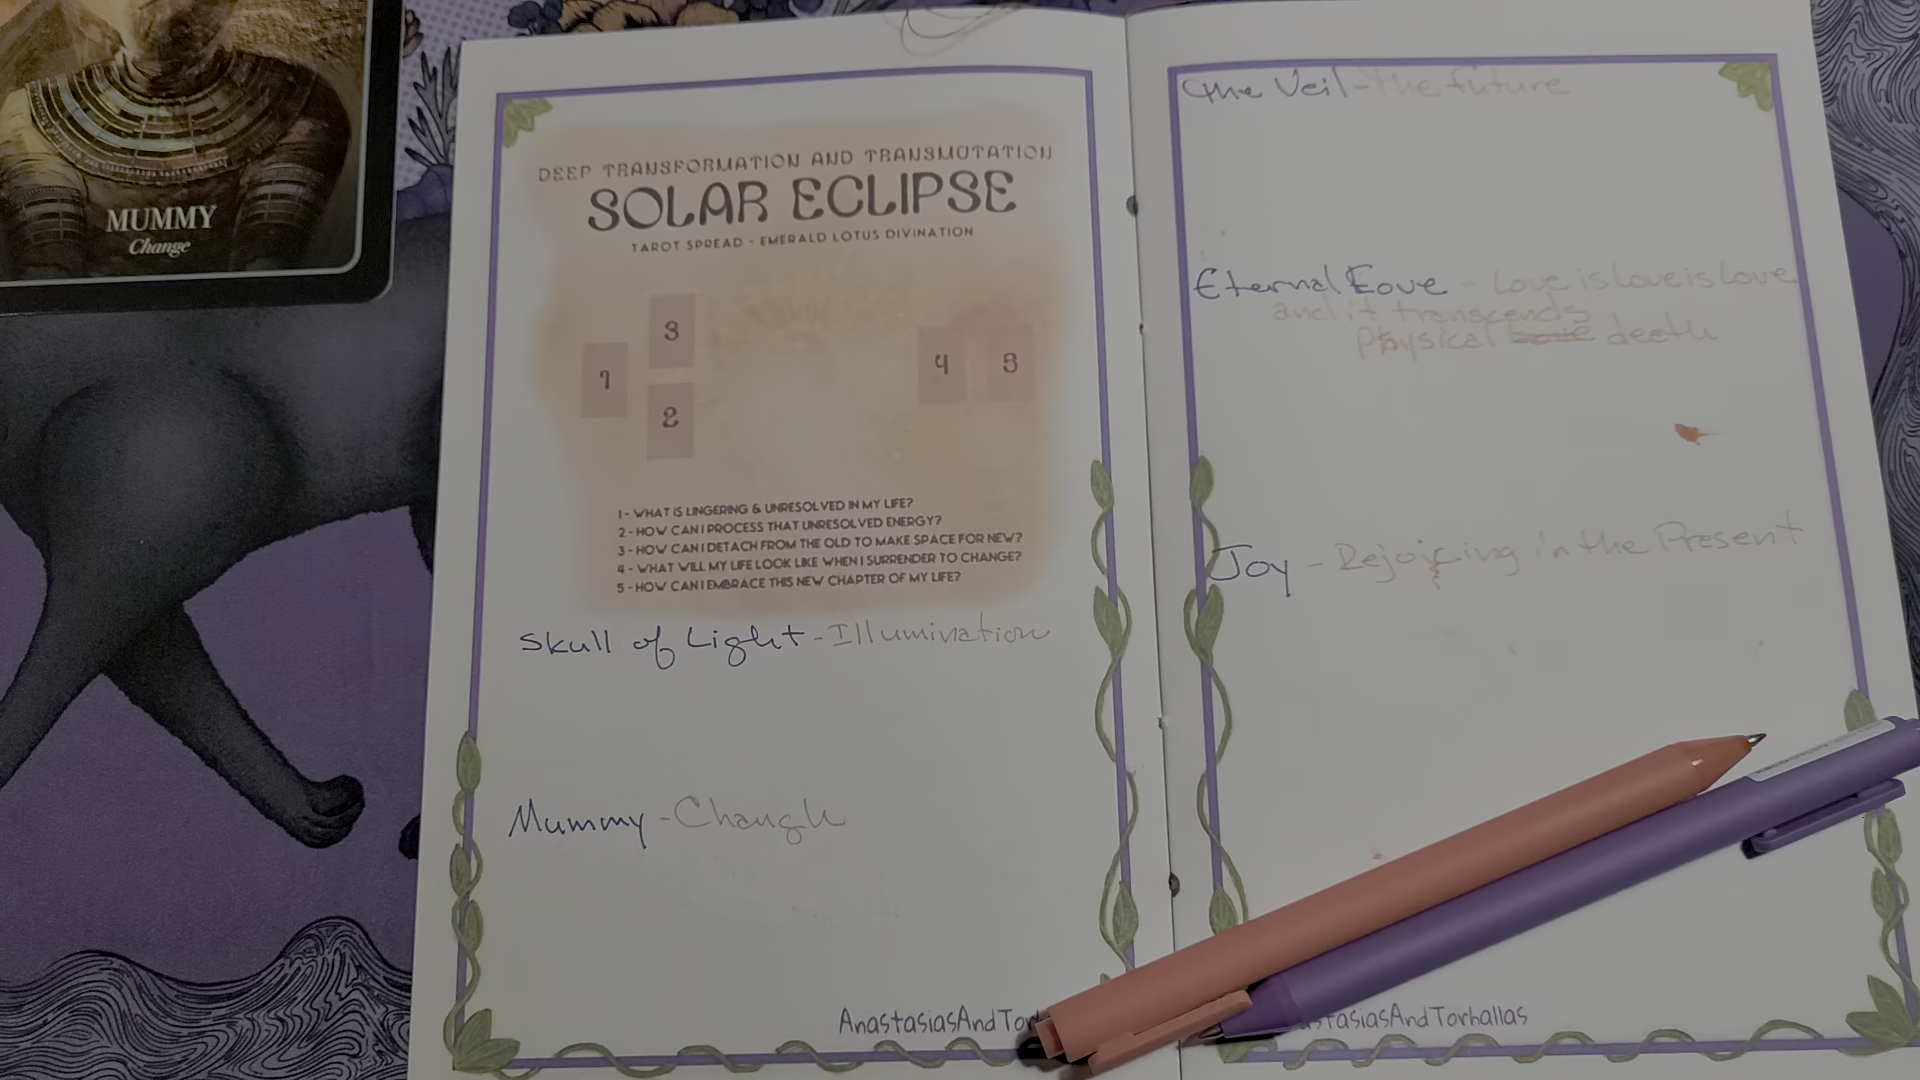 MUMMY
Change
DEEP TRANSFORMATION AND TRANSMUTATION
SOLAR ECLIPSE
TAROT SPREAD - EMERALD LOTUS DIVINATION
3
1
2
4 5
1 - WHAT IS LINGERING & UNRESOLVED IN MY LIFE?
2 - HOW CAN I PROCESS THAT UNRESOLVED ENERGY?
3 - HOW CAN I DETACH FROM THE OLD TO MAKE SPACE FOR NEW?
4 - WHAT WILL MY LIFE LOOK LIKE WHEN I SURRENDER TO CHANGE?
5 - HOW CAN I EMBRACE THIS NEW CHAPTER OF MY LIFE?
Skull of Light - Illumination
Mummy - Change
AnastasiasAndTor
The Veil - The future
Eternal Love - Love is love is love
and it transcends
Physical death
Joy - Rejoicing in the Present
stasiasAndTorhallas